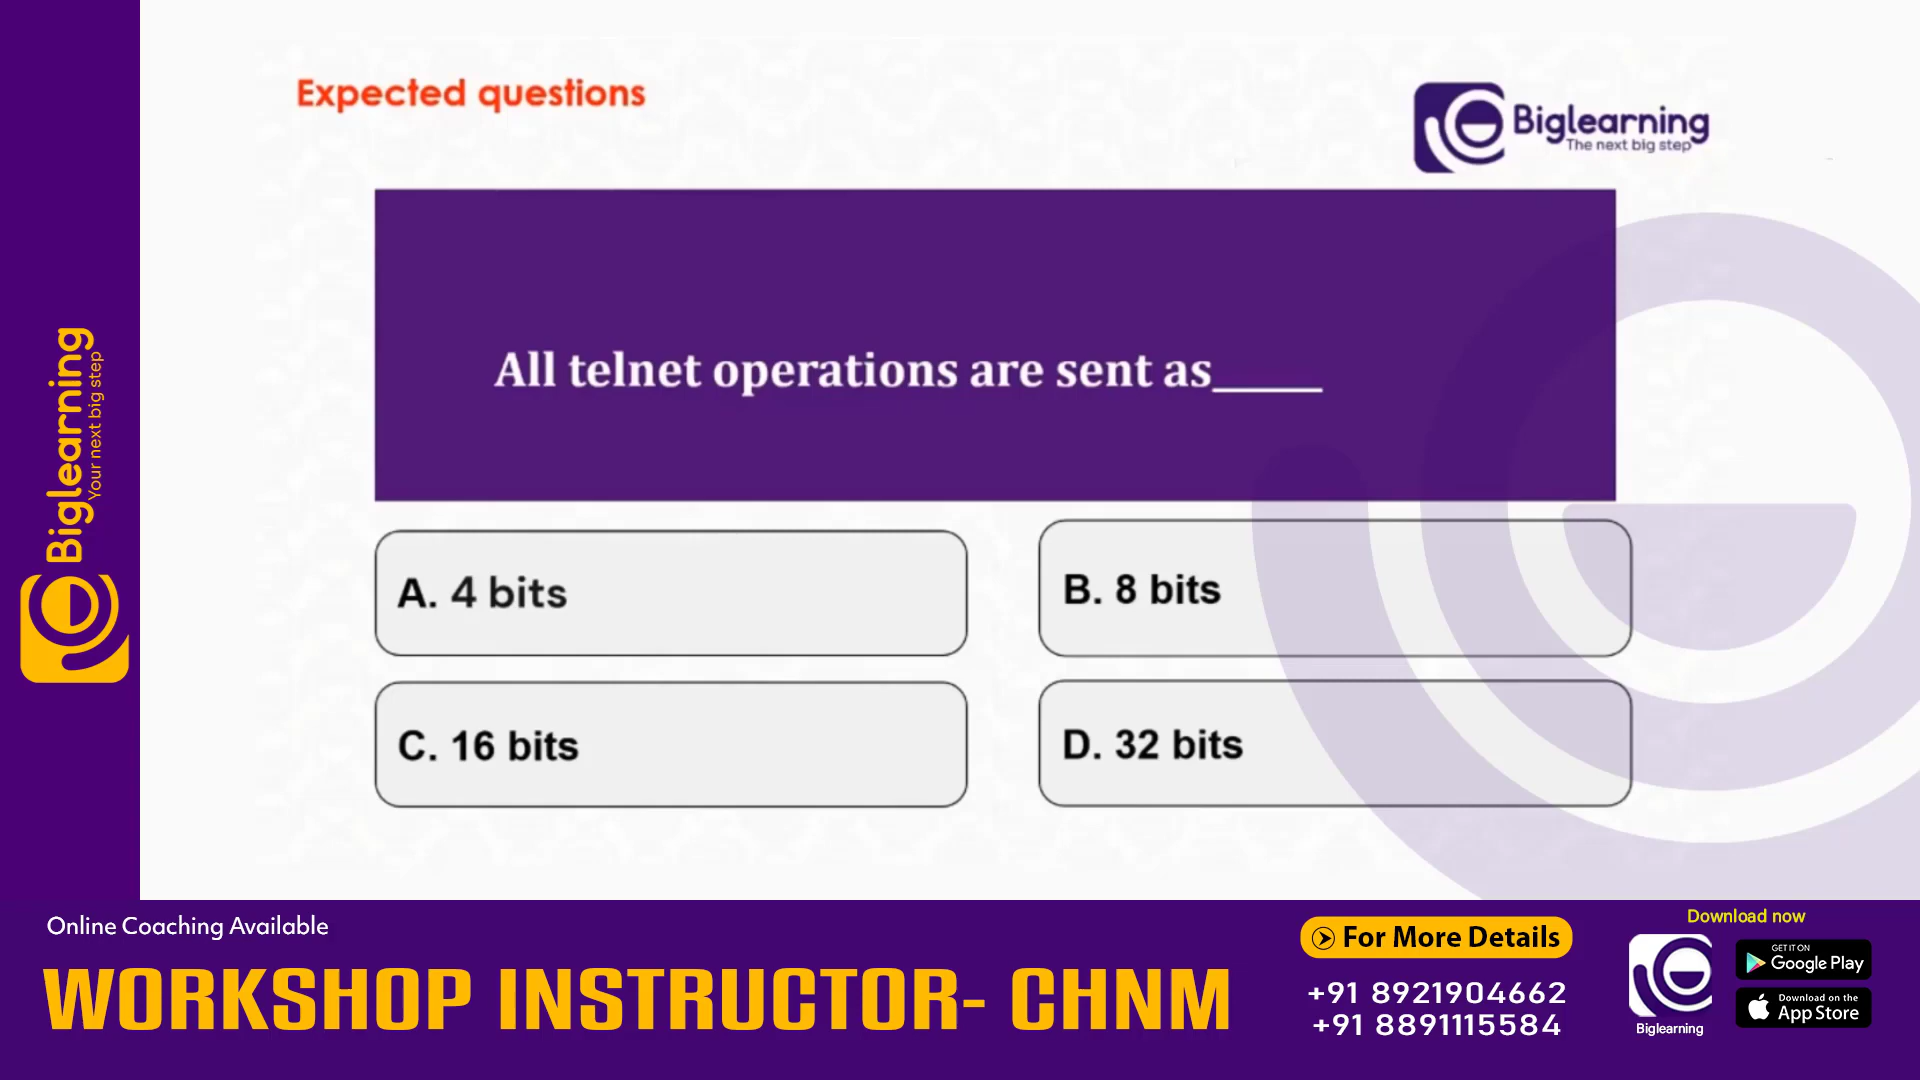 Expected questions
Biglearning
The next big step
All telnet operations are sent as_____
A. 4 bits
B. 8 bits
C. 16 bits
D. 32 bits
Biglearning
Your next big step
Online Coaching Available
WORKSHOP INSTRUCTOR- CHNM
For More Details
+91 8921904662
+91 8891115584
Download now
Biglearning
GET IT ON
Google Play
Download on the
App Store